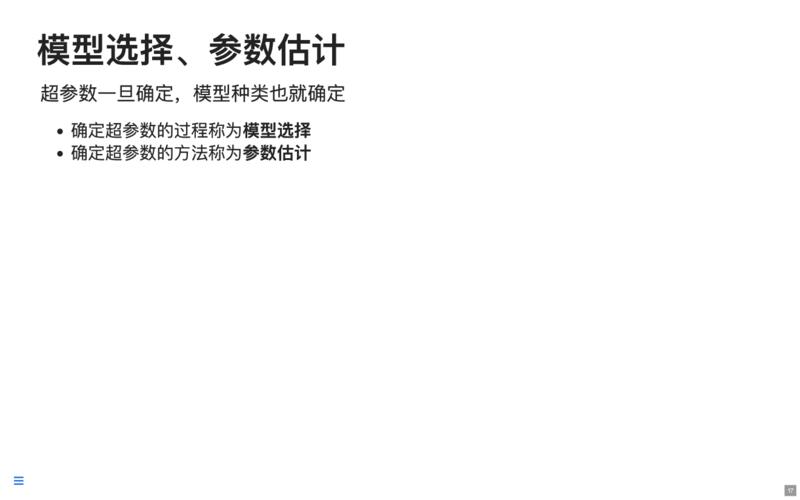 模型选择、参数估计
超参数一旦确定，模型种类也就确定
• 确定超参数的过程称为模型选择
• 确定超参数的方法称为参数估计
17